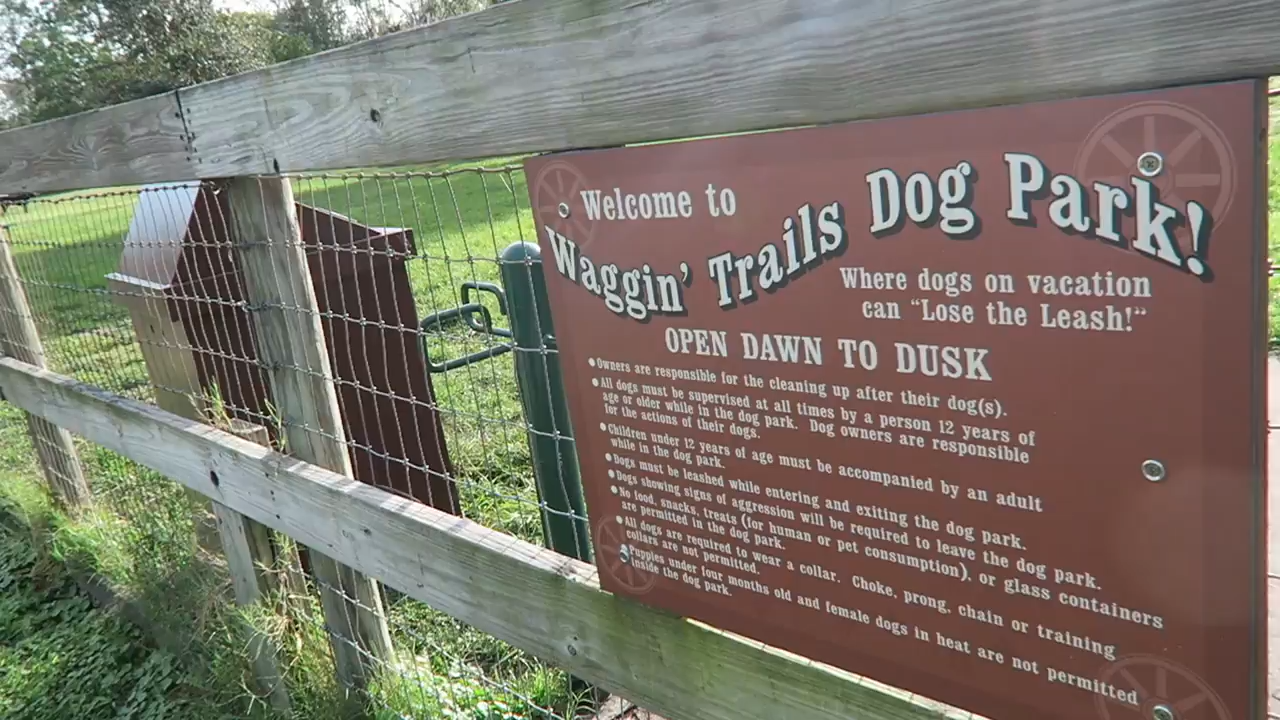 Welcome to
Waggin' Trails Dog Park!
Where dogs on vacation
can "Lose the Leash!"
OPEN DAWN TO DUSK
• Owners are responsible for the cleaning up after their dog(s).
• All dogs must be supervised at all times by a person 12 years of
age or older while in the dog park. Dog owners are responsible
for the actions of their dogs.
• Children under 12 years of age must be accompanied by an adult
while in the dog park.
• Dogs must be leashed while entering and exiting the dog park.
• Dogs showing signs of aggression will be required to leave the dog park.
• No food, snacks, treats (for human or pet consumption), or glass containers
are permitted in the dog park.
• All dogs are required to wear a collar. Choke, prong, chain or training
collars are not permitted.
• Puppies under four months old and female dogs in heat are not permitted
inside the dog park.